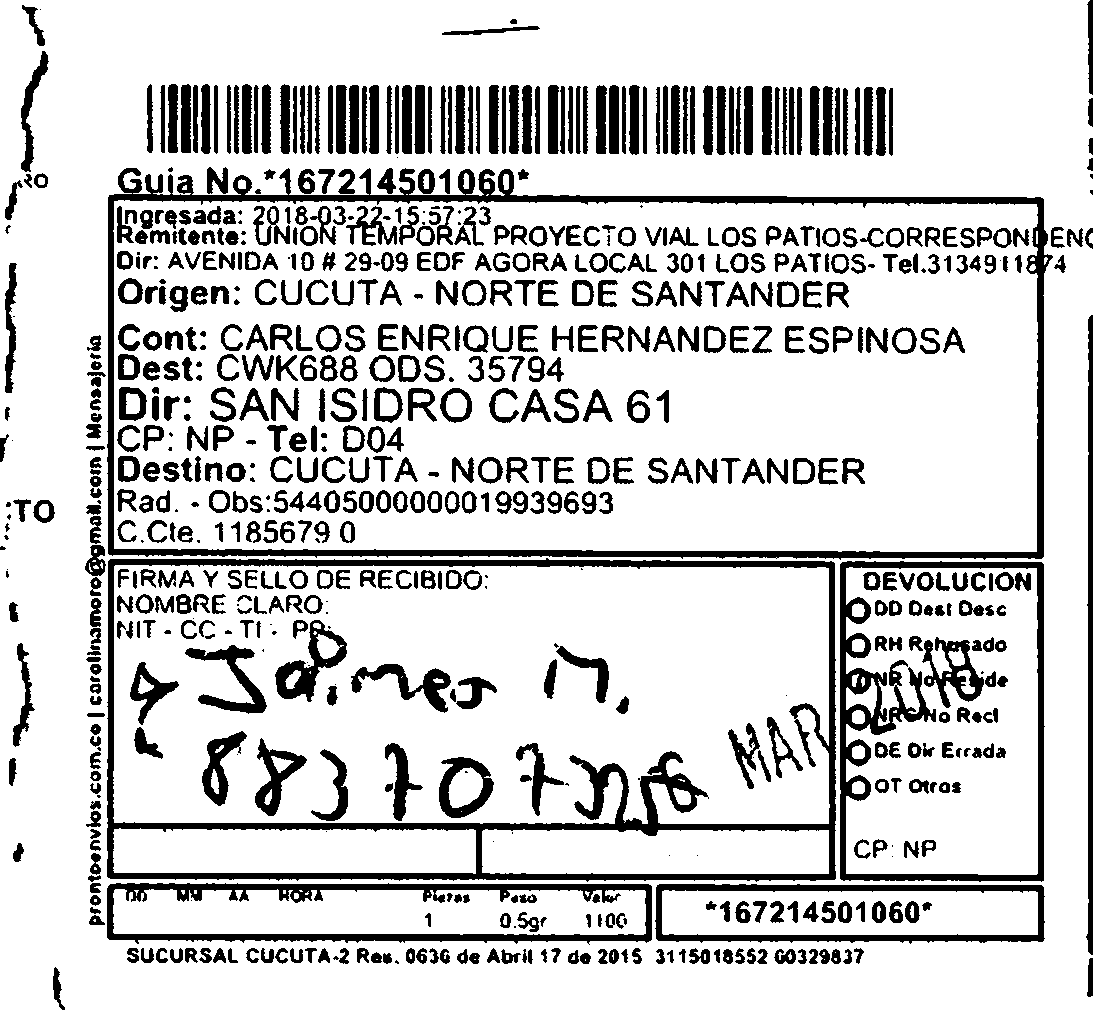 Guia No.*167214501060*
Ingresada: 2018-03-22-15:57:23
Remitente: UNION TEMPORAL PROYECTO VIAL LOS PATIOS-CORRESPONDENC
Dir: AVENIDA 10 # 29-09 EDF AGORA LOCAL 301 LOS PATIOS- Tel.3134911874
Origen: CUCUTA - NORTE DE SANTANDER
Cont: CARLOS ENRIQUE HERNANDEZ ESPINOSA
Dest: CWK688 ODS. 35794
Dir: SAN ISIDRO CASA 61
CP: NP - Tel: D04
Destino: CUCUTA - NORTE DE SANTANDER
Rad. - Obs:54405000000019939693
C.Cte. 1185679 0
TO
prontoenvios.com.co | carolinamoro@gmail.com | Mensajeria
FIRMA Y SELLO DE RECIBIDO:
NOMBRE CLARO:
NIT - CC - TI - PP:
Jaimes M.
883707
MAR 2018
DEVOLUCION
DD Dest Desc
RH Rehusado
NR No Reside
NRC No Recl
DE Dir Errada
OT Otros
CP: NP
DD MM AA HORA Piezas Peso Valor
1 0.5gr 1100
*167214501060*
SUCURSAL CUCUTA-2 Res. 0636 de Abril 17 de 2015 3115018552 60329837